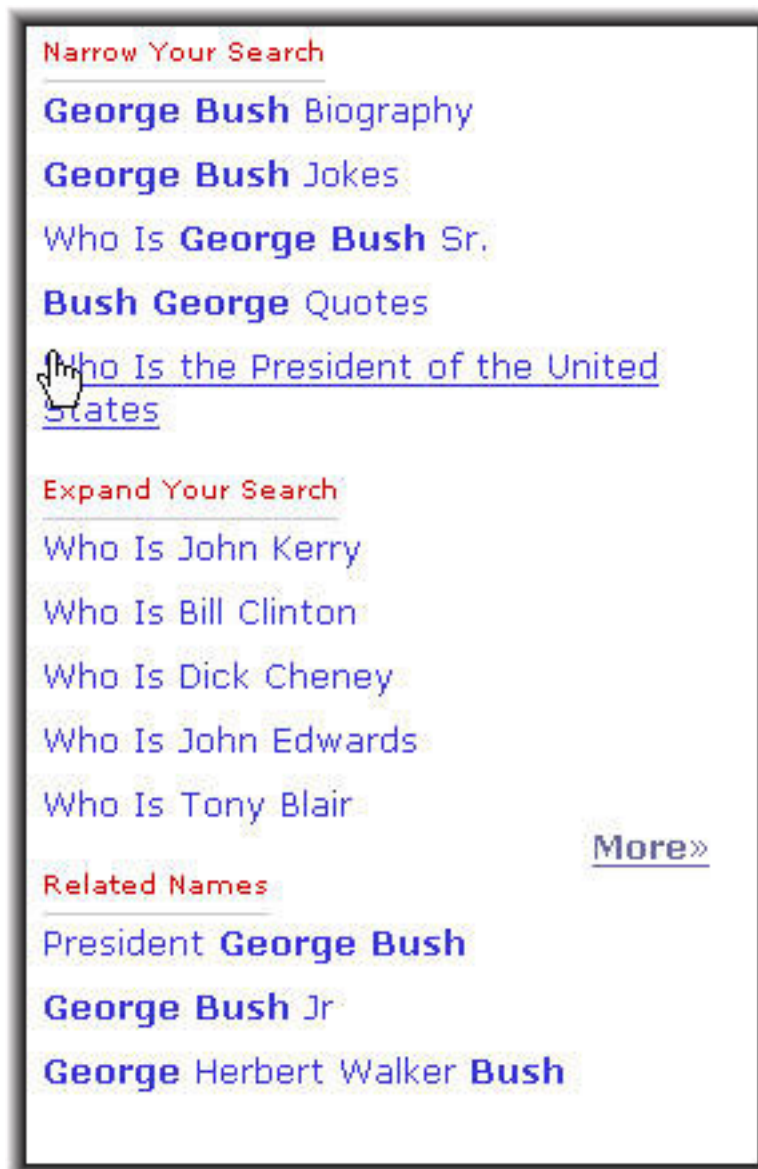 Narrow Your Search
George Bush Biography
George Bush Jokes
Who Is George Bush Sr.
Bush George Quotes
Who Is the President of the United
States
Expand Your Search
Who Is John Kerry
Who Is Bill Clinton
Who Is Dick Cheney
Who Is John Edwards
Who Is Tony Blair
More»
Related Names
President George Bush
George Bush Jr
George Herbert Walker Bush